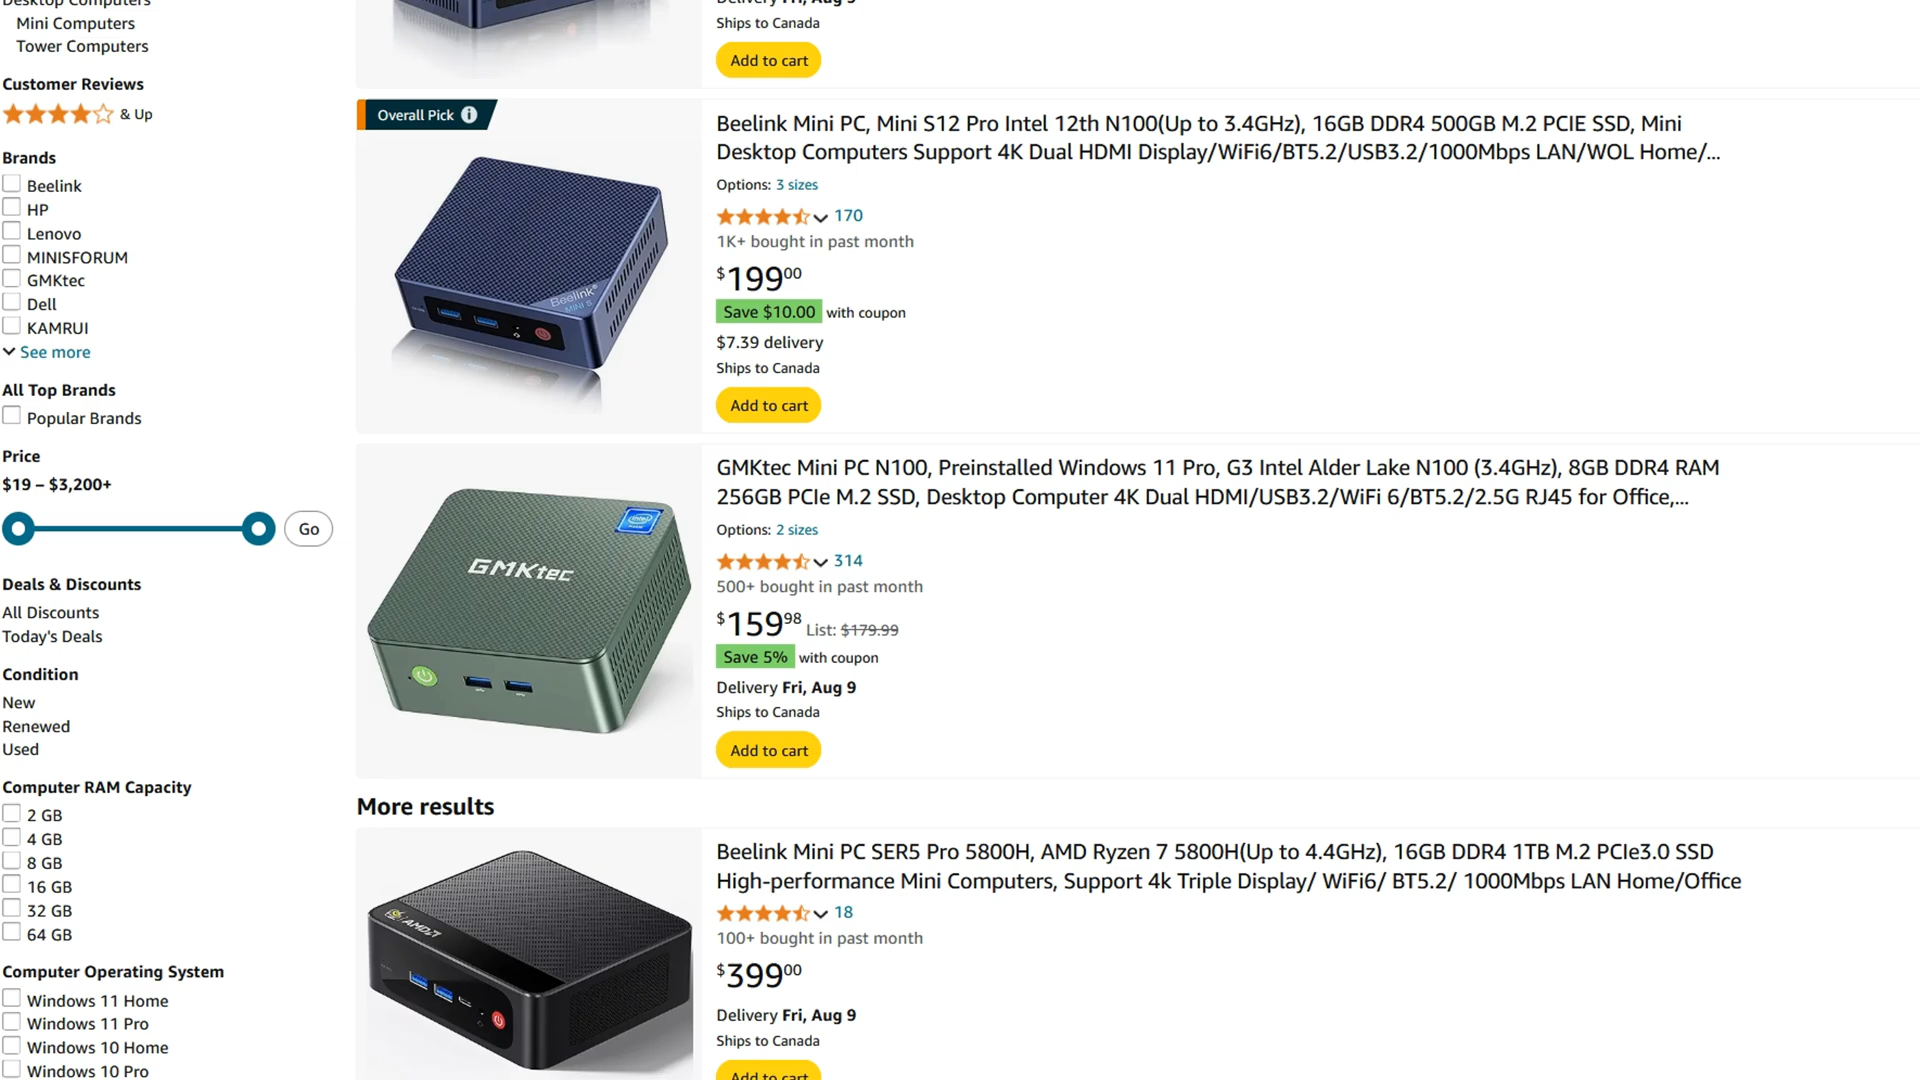 Desktop Computers
Mini Computers
Tower Computers
Customer Reviews
& Up
Brands
Beelink
HP
Lenovo
MINISFORUM
GMKtec
Dell
KAMRUI
See more
All Top Brands
Popular Brands
Price
$19 – $3,200+
Go
Deals & Discounts
All Discounts
Today's Deals
Condition
New
Renewed
Used
Computer RAM Capacity
2 GB
4 GB
8 GB
16 GB
32 GB
64 GB
Computer Operating System
Windows 11 Home
Windows 11 Pro
Windows 10 Home
Windows 10 Pro
Delivery Fri, Aug 9
Ships to Canada
Add to cart
Overall Pick
Beelink
MINI S
Beelink Mini PC, Mini S12 Pro Intel 12th N100(Up to 3.4GHz), 16GB DDR4 500GB M.2 PCIE SSD, Mini
Desktop Computers Support 4K Dual HDMI Display/WiFi6/BT5.2/USB3.2/1000Mbps LAN/WOL Home/...
Options: 3 sizes
170
1K+ bought in past month
$19900
Save $10.00 with coupon
$7.39 delivery
Ships to Canada
Add to cart
intel
GMKtec
GMKtec Mini PC N100, Preinstalled Windows 11 Pro, G3 Intel Alder Lake N100 (3.4GHz), 8GB DDR4 RAM
256GB PCIe M.2 SSD, Desktop Computer 4K Dual HDMI/USB3.2/WiFi 6/BT5.2/2.5G RJ45 for Office,...
Options: 2 sizes
314
500+ bought in past month
$15998 List: $179.99
Save 5% with coupon
Delivery Fri, Aug 9
Ships to Canada
Add to cart
More results
AMD
Beelink Mini PC SER5 Pro 5800H, AMD Ryzen 7 5800H(Up to 4.4GHz), 16GB DDR4 1TB M.2 PCIe3.0 SSD
High-performance Mini Computers, Support 4k Triple Display/ WiFi6/ BT5.2/ 1000Mbps LAN Home/Office
18
100+ bought in past month
$39900
Delivery Fri, Aug 9
Ships to Canada
Add to cart